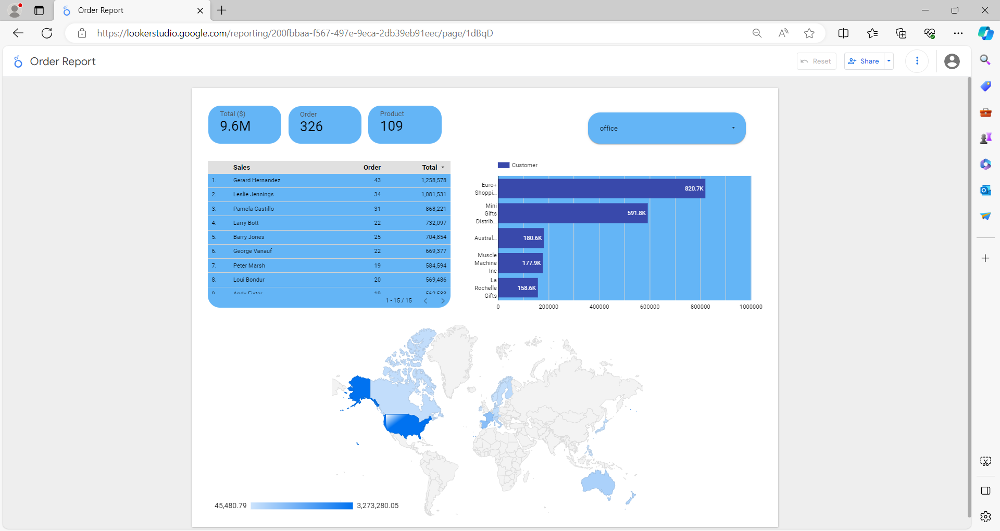 Order Report
https://lookerstudio.google.com/reporting/200fbbaa-f567-497e-9eca-2db39eb91eec/page/1dBqD
Order Report
Reset
Share
Total ($)
9.6M
Order
326
Product
109
office
Sales Order Total
1. Gerard Hernandez 43 1,258,578
2. Leslie Jennings 34 1,081,531
3. Pamela Castillo 31 868,221
4. Larry Bott 22 732,097
5. Barry Jones 25 704,854
6. George Vanauf 22 669,377
7. Peter Marsh 19 584,594
8. Loui Bondur 20 569,486
1 - 15 / 15
Customer
Euro+
Shoppi...
820.7K
Mini
Gifts
Distrib...
591.8K
Austral...
180.6K
Muscle
Machine
Inc
177.9K
La
Rochelle
Gifts
158.6K
0 200000 400000 600000 800000 1000000
45,480.79 3,273,280.05